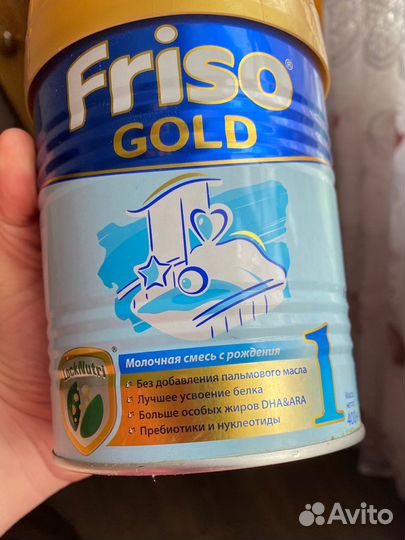 Friso®
GOLD
Молочная смесь с рождения
LockNutri®
Без добавления пальмового масла
Лучшее усвоение белка
Больше особых жиров DHA&ARA
Пребиотики и нуклеотиды
1
Avito